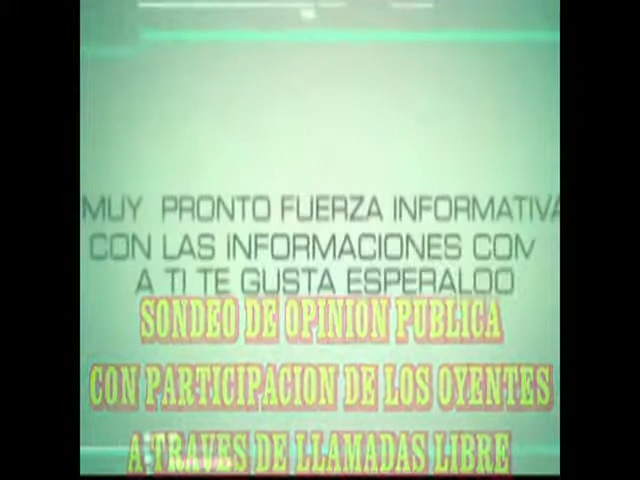 MUY PRONTO FUERZA INFORMATIVA
CON LAS INFORMACIONES COM
A TI TE GUSTA ESPERALOO
SONDEO DE OPINION PUBLICA
CON PARTICIPACION DE LOS OYENTES
A TRAVES DE LLAMADAS LIBRE